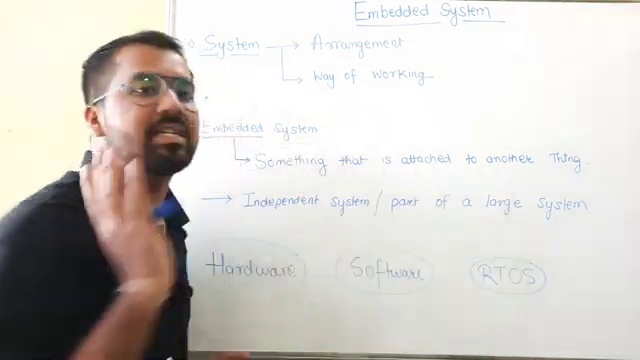 Embedded System
System → Arrangement
→ Way of Working
Embedded System
→ Something that is attached to another Thing.
→ Independent System / part of a large System
Hardware Software RTOS